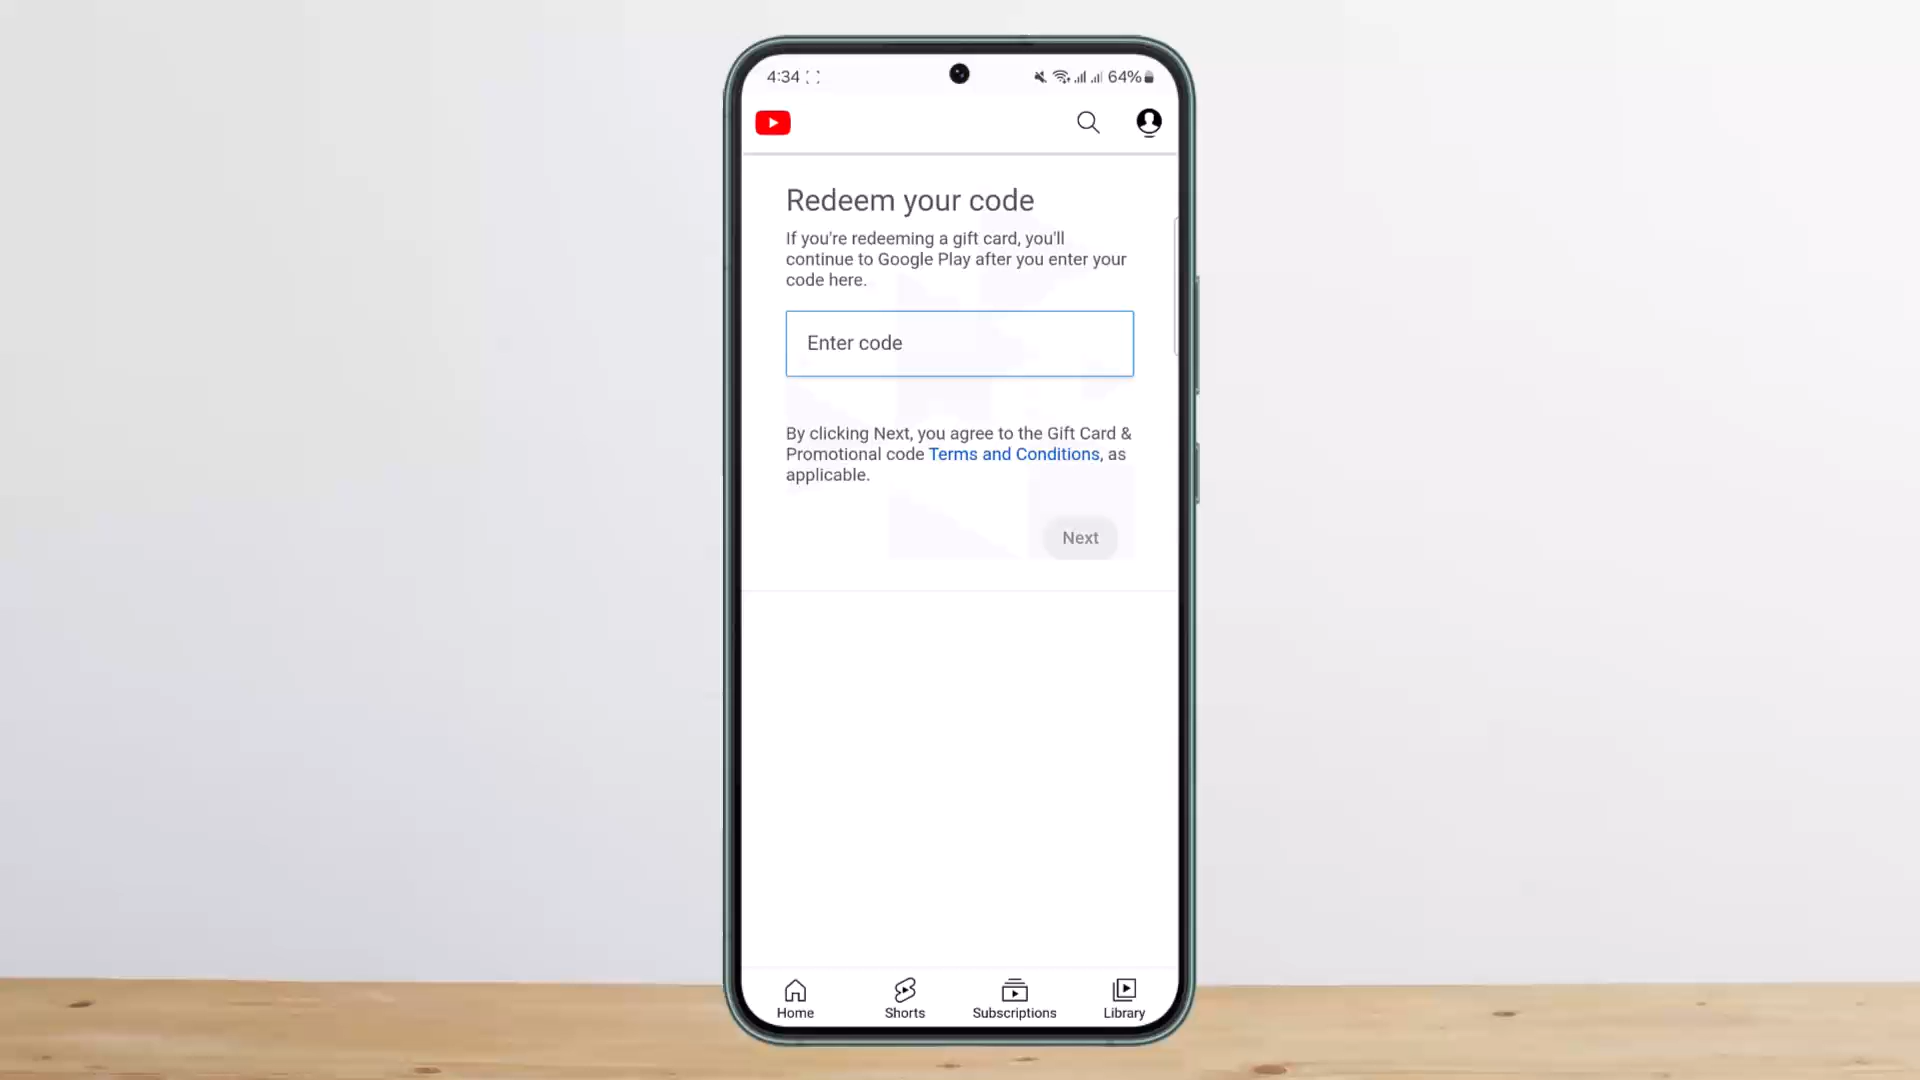 4:34
64%
Redeem your code
If you're redeeming a gift card, you'll
continue to Google Play after you enter your
code here.
Enter code
By clicking Next, you agree to the Gift Card &
Promotional code Terms and Conditions, as
applicable.
Next
Home
Shorts
Subscriptions
Library